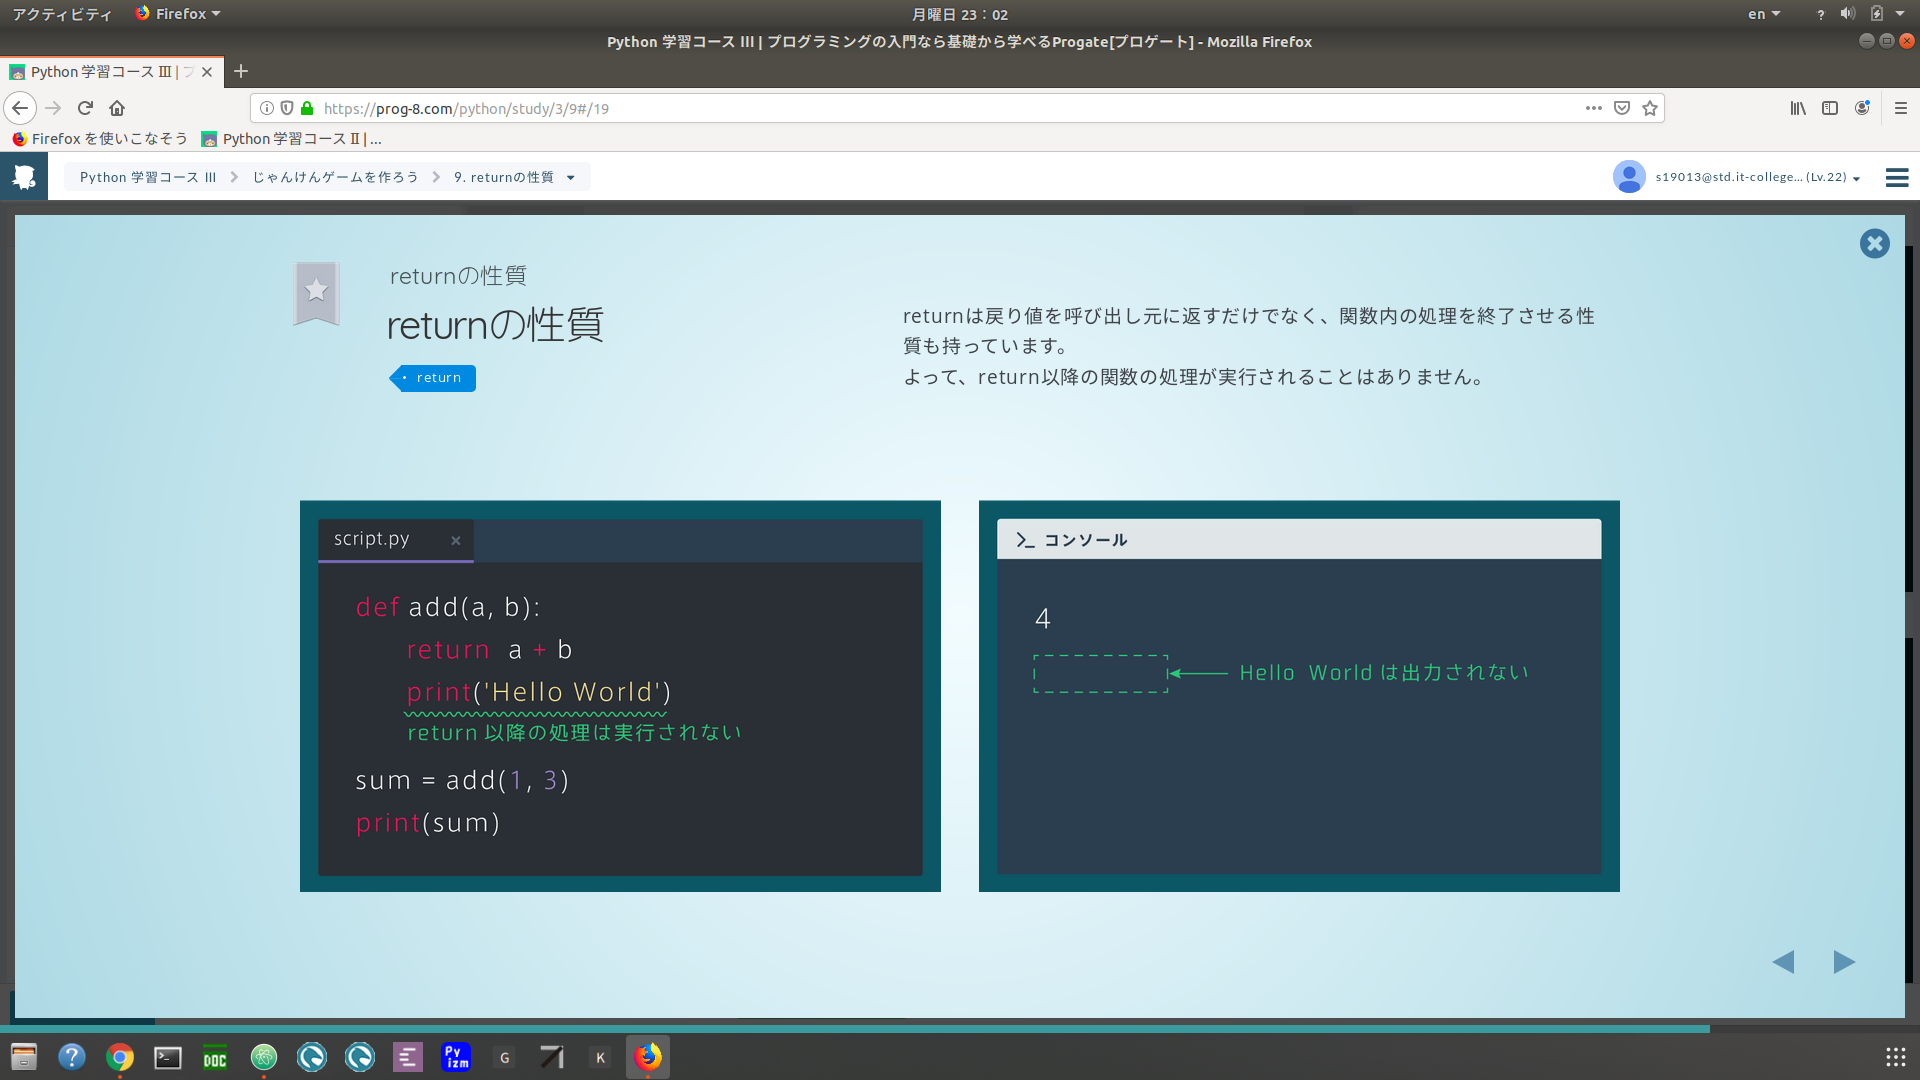 アクティビティ
Firefox
月曜日 23：02
en
Python 学習コース III | プログラミングの入門なら基礎から学べるProgate[プロゲート] - Mozilla Firefox
Python 学習コース III | プ
https://prog-8.com/python/study/3/9#/19
Firefox を使いこなそう
Python 学習コース II | ...
Python 学習コース III
じゃんけんゲームを作ろう
9. returnの性質
s19013@std.it-college... (Lv.22)
returnの性質
returnの性質
return
returnは戻り値を呼び出し元に返すだけでなく、関数内の処理を終了させる性
質も持っています。
よって、return以降の関数の処理が実行されることはありません。
script.py
def add(a, b):
return a + b
print('Hello World')
return 以降の処理は実行されない
sum = add(1, 3)
print(sum)
コンソール
4
Hello World は出力されない
DOC
Py
izm
G
K